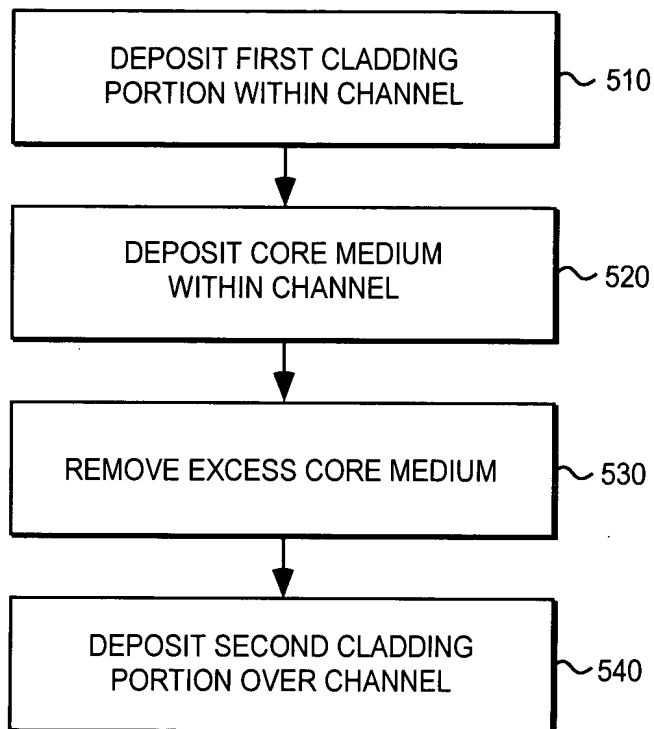 DEPOSIT FIRST CLADDING
PORTION WITHIN CHANNEL
510
DEPOSIT CORE MEDIUM
WITHIN CHANNEL
520
REMOVE EXCESS CORE MEDIUM
530
DEPOSIT SECOND CLADDING
PORTION OVER CHANNEL
540